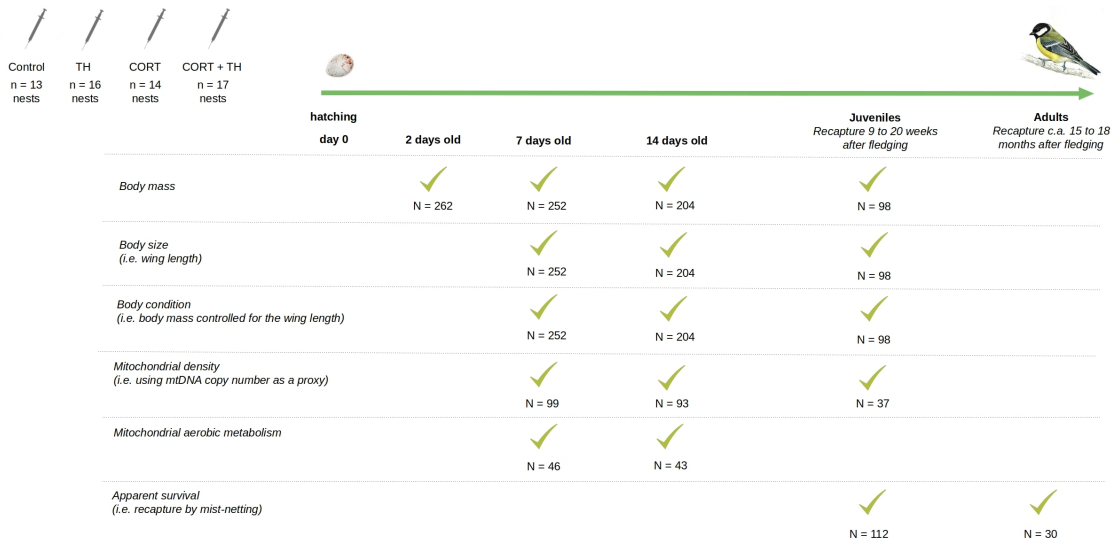 Control TH CORT CORT + TH
n = 13 n = 16 n = 14 n = 17
nests nests nests nests
hatching
day 0
2 days old
7 days old
14 days old
Juveniles
Recapture 9 to 20 weeks
after fledging
Adults
Recapture c.a. 15 to 18
months after fledging
Body mass
N = 262 N = 252 N = 204 N = 98
Body size
(i.e. wing length)
N = 252 N = 204 N = 98
Body condition
(i.e. body mass controlled for the wing length)
N = 252 N = 204 N = 98
Mitochondrial density
(i.e. using mtDNA copy number as a proxy)
N = 99 N = 93 N = 37
Mitochondrial aerobic metabolism
N = 46 N = 43
Apparent survival
(i.e. recapture by mist-netting)
N = 112 N = 30